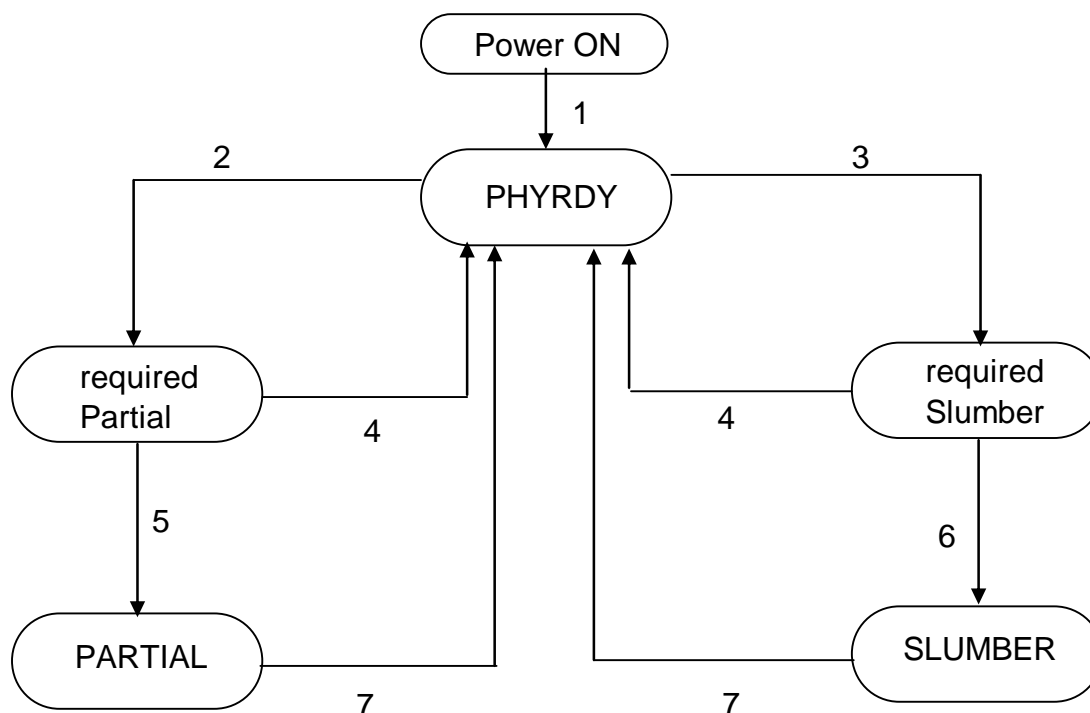 Power ON
1
2
3
PHYRDY
required
Partial
required
Slumber
4
4
5
6
PARTIAL
SLUMBER
7
7